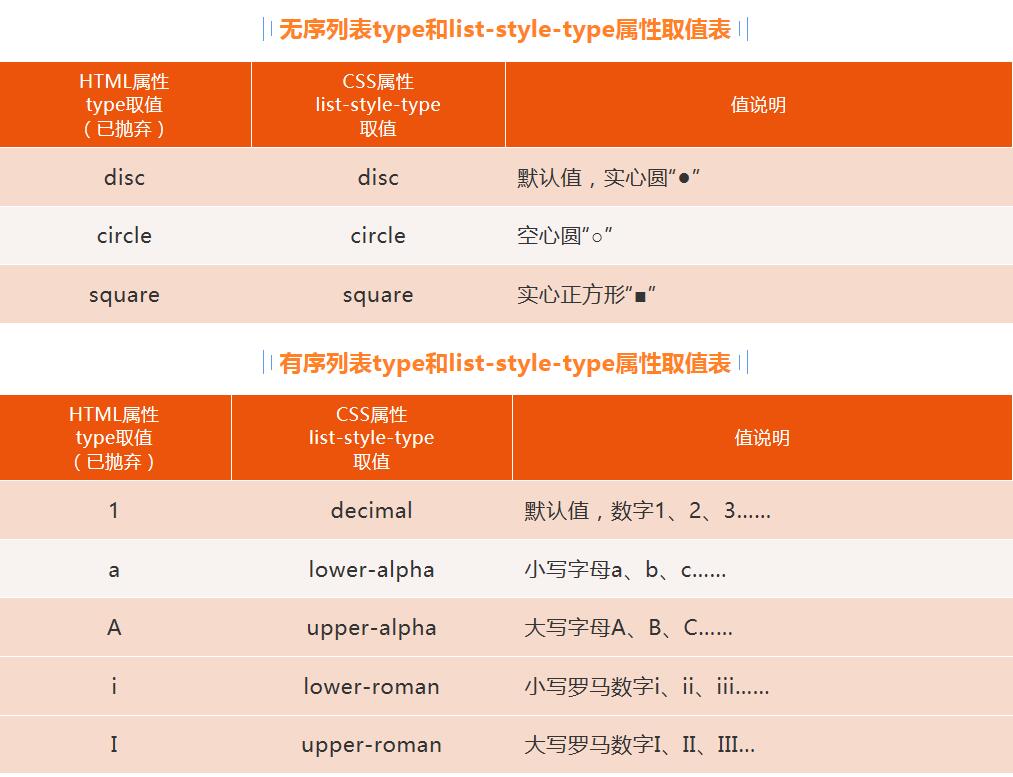 无序列表type和list-style-type属性取值表
HTML属性
type取值
（已抛弃）
CSS属性
list-style-type
取值
值说明
disc
disc
默认值，实心圆“●”
circle
circle
空心圆“○”
square
square
实心正方形“■”
有序列表type和list-style-type属性取值表
HTML属性
type取值
（已抛弃）
CSS属性
list-style-type
取值
值说明
1
decimal
默认值，数字1、2、3……
a
lower-alpha
小写字母a、b、c……
A
upper-alpha
大写字母A、B、C……
i
lower-roman
小写罗马数字i、ii、iii……
I
upper-roman
大写罗马数字I、II、III…